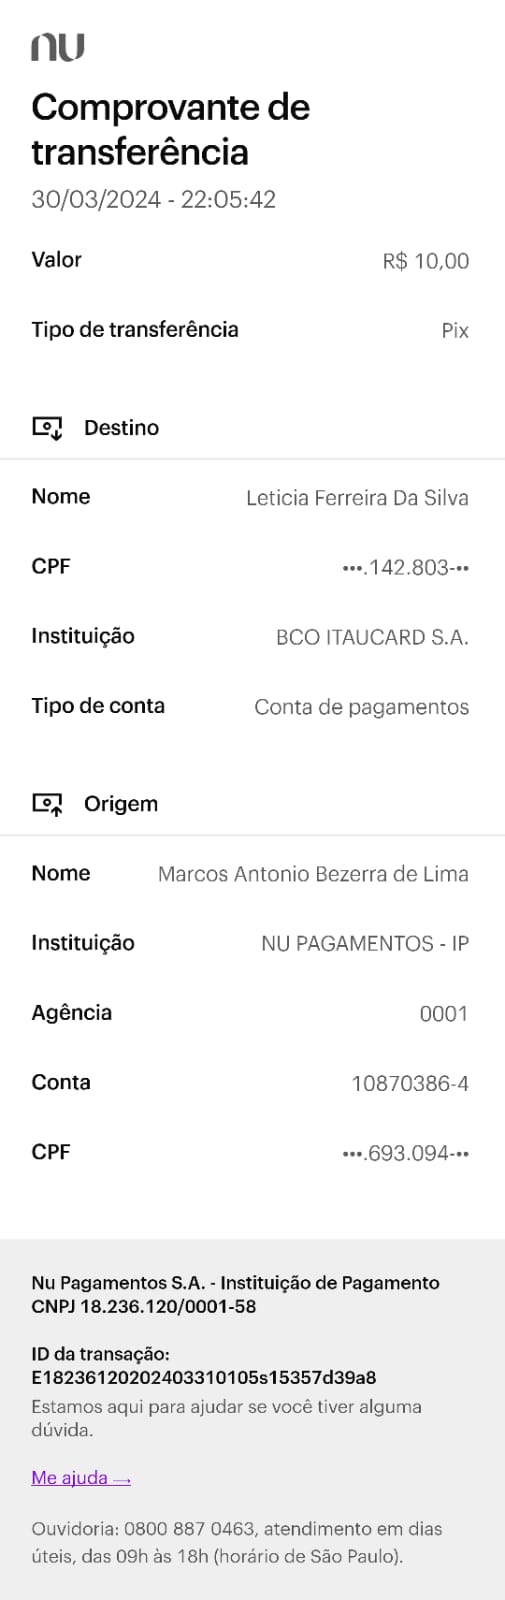 nu
Comprovante de
transferência
30/03/2024 - 22:05:42
Valor R$ 10,00
Tipo de transferência Pix
Destino
Nome Leticia Ferreira Da Silva
CPF •••.142.803-••
Instituição BCO ITAUCARD S.A.
Tipo de conta Conta de pagamentos
Origem
Nome Marcos Antonio Bezerra de Lima
Instituição NU PAGAMENTOS - IP
Agência 0001
Conta 10870386-4
CPF •••.693.094-••
Nu Pagamentos S.A. - Instituição de Pagamento
CNPJ 18.236.120/0001-58
ID da transação:
E18236120202403310105s15357d39a8
Estamos aqui para ajudar se você tiver alguma
dúvida.
Me ajuda →
Ouvidoria: 0800 887 0463, atendimento em dias
úteis, das 09h às 18h (horário de São Paulo).